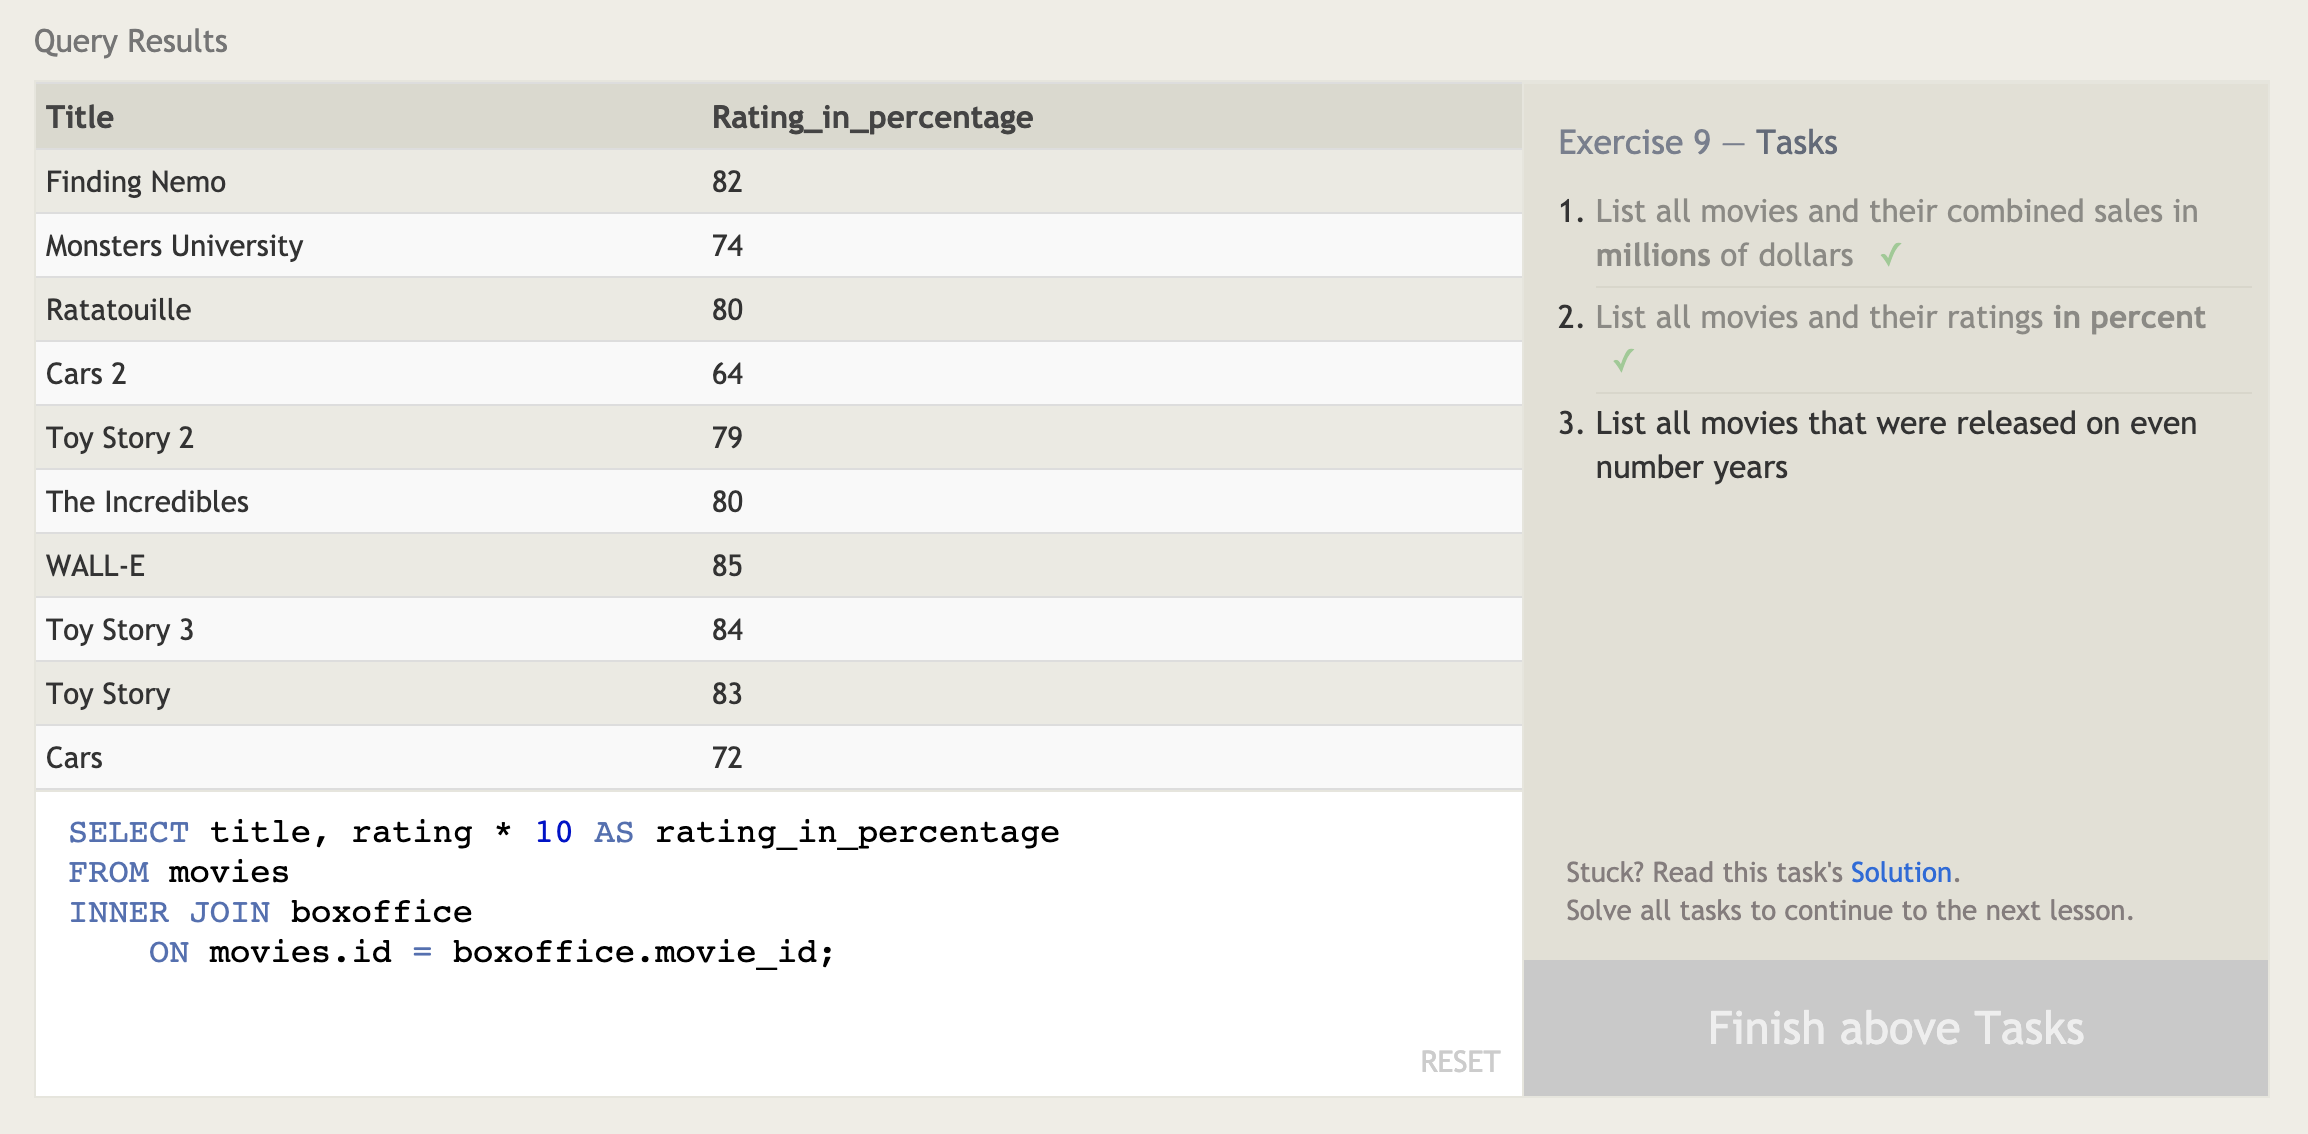 Query Results
Title Rating_in_percentage
Finding Nemo 82
Monsters University 74
Ratatouille 80
Cars 2 64
Toy Story 2 79
The Incredibles 80
WALL-E 85
Toy Story 3 84
Toy Story 83
Cars 72
SELECT title, rating * 10 AS rating_in_percentage
FROM movies
INNER JOIN boxoffice
    ON movies.id = boxoffice.movie_id;
RESET
Exercise 9 — Tasks
1. List all movies and their combined sales in
millions of dollars ✓
2. List all movies and their ratings in percent
✓
3. List all movies that were released on even
number years
Stuck? Read this task's Solution.
Solve all tasks to continue to the next lesson.
Finish above Tasks